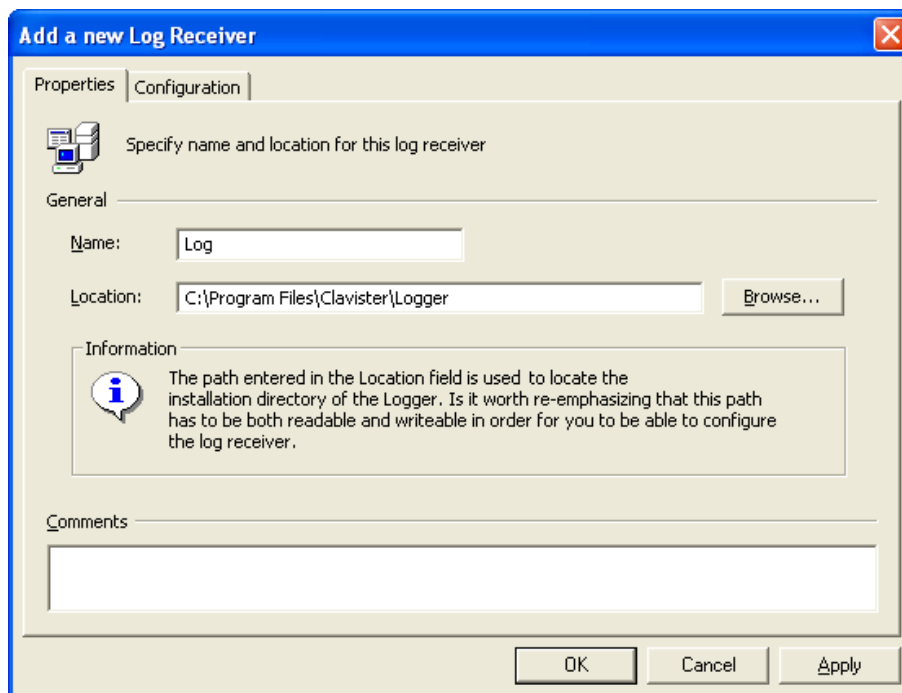 Add a new Log Receiver
Properties
Configuration
Specify name and location for this log receiver
General
Name:
Log
Location:
C:\Program Files\Clavister\Logger
Browse...
Information
The path entered in the Location field is used to locate the
installation directory of the Logger. Is it worth re-emphasizing that this path
has to be both readable and writeable in order for you to be able to configure
the log receiver.
Comments
OK
Cancel
Apply